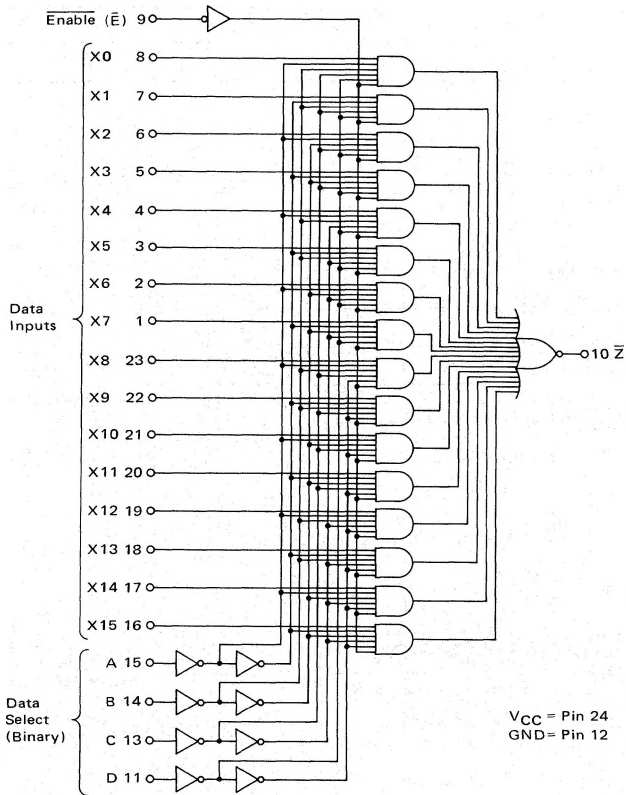 Enable (E̅) 9
X0 8
X1 7
X2 6
X3 5
X4 4
X5 3
X6 2
Data
Inputs
X7 1
X8 23
X9 22
X10 21
X11 20
X12 19
X13 18
X14 17
X15 16
10 Z̅
A 15
B 14
Data
Select
(Binary)
C 13
D 11
VCC = Pin 24
GND = Pin 12